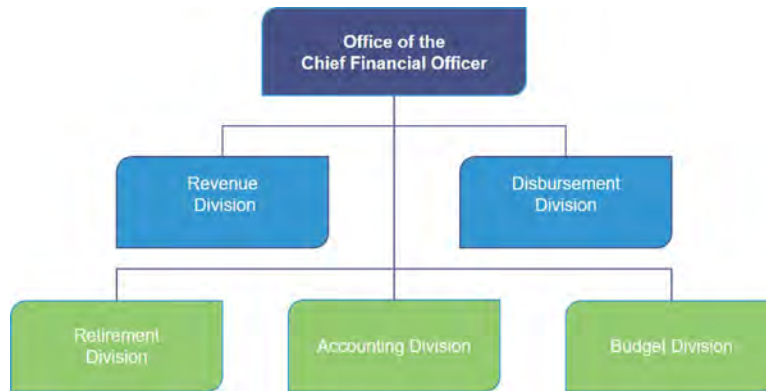 Office of the
Chief Financial Officer
Revenue
Division
Disbursement
Division
Retirement
Division
Accounting Division
Budget Division